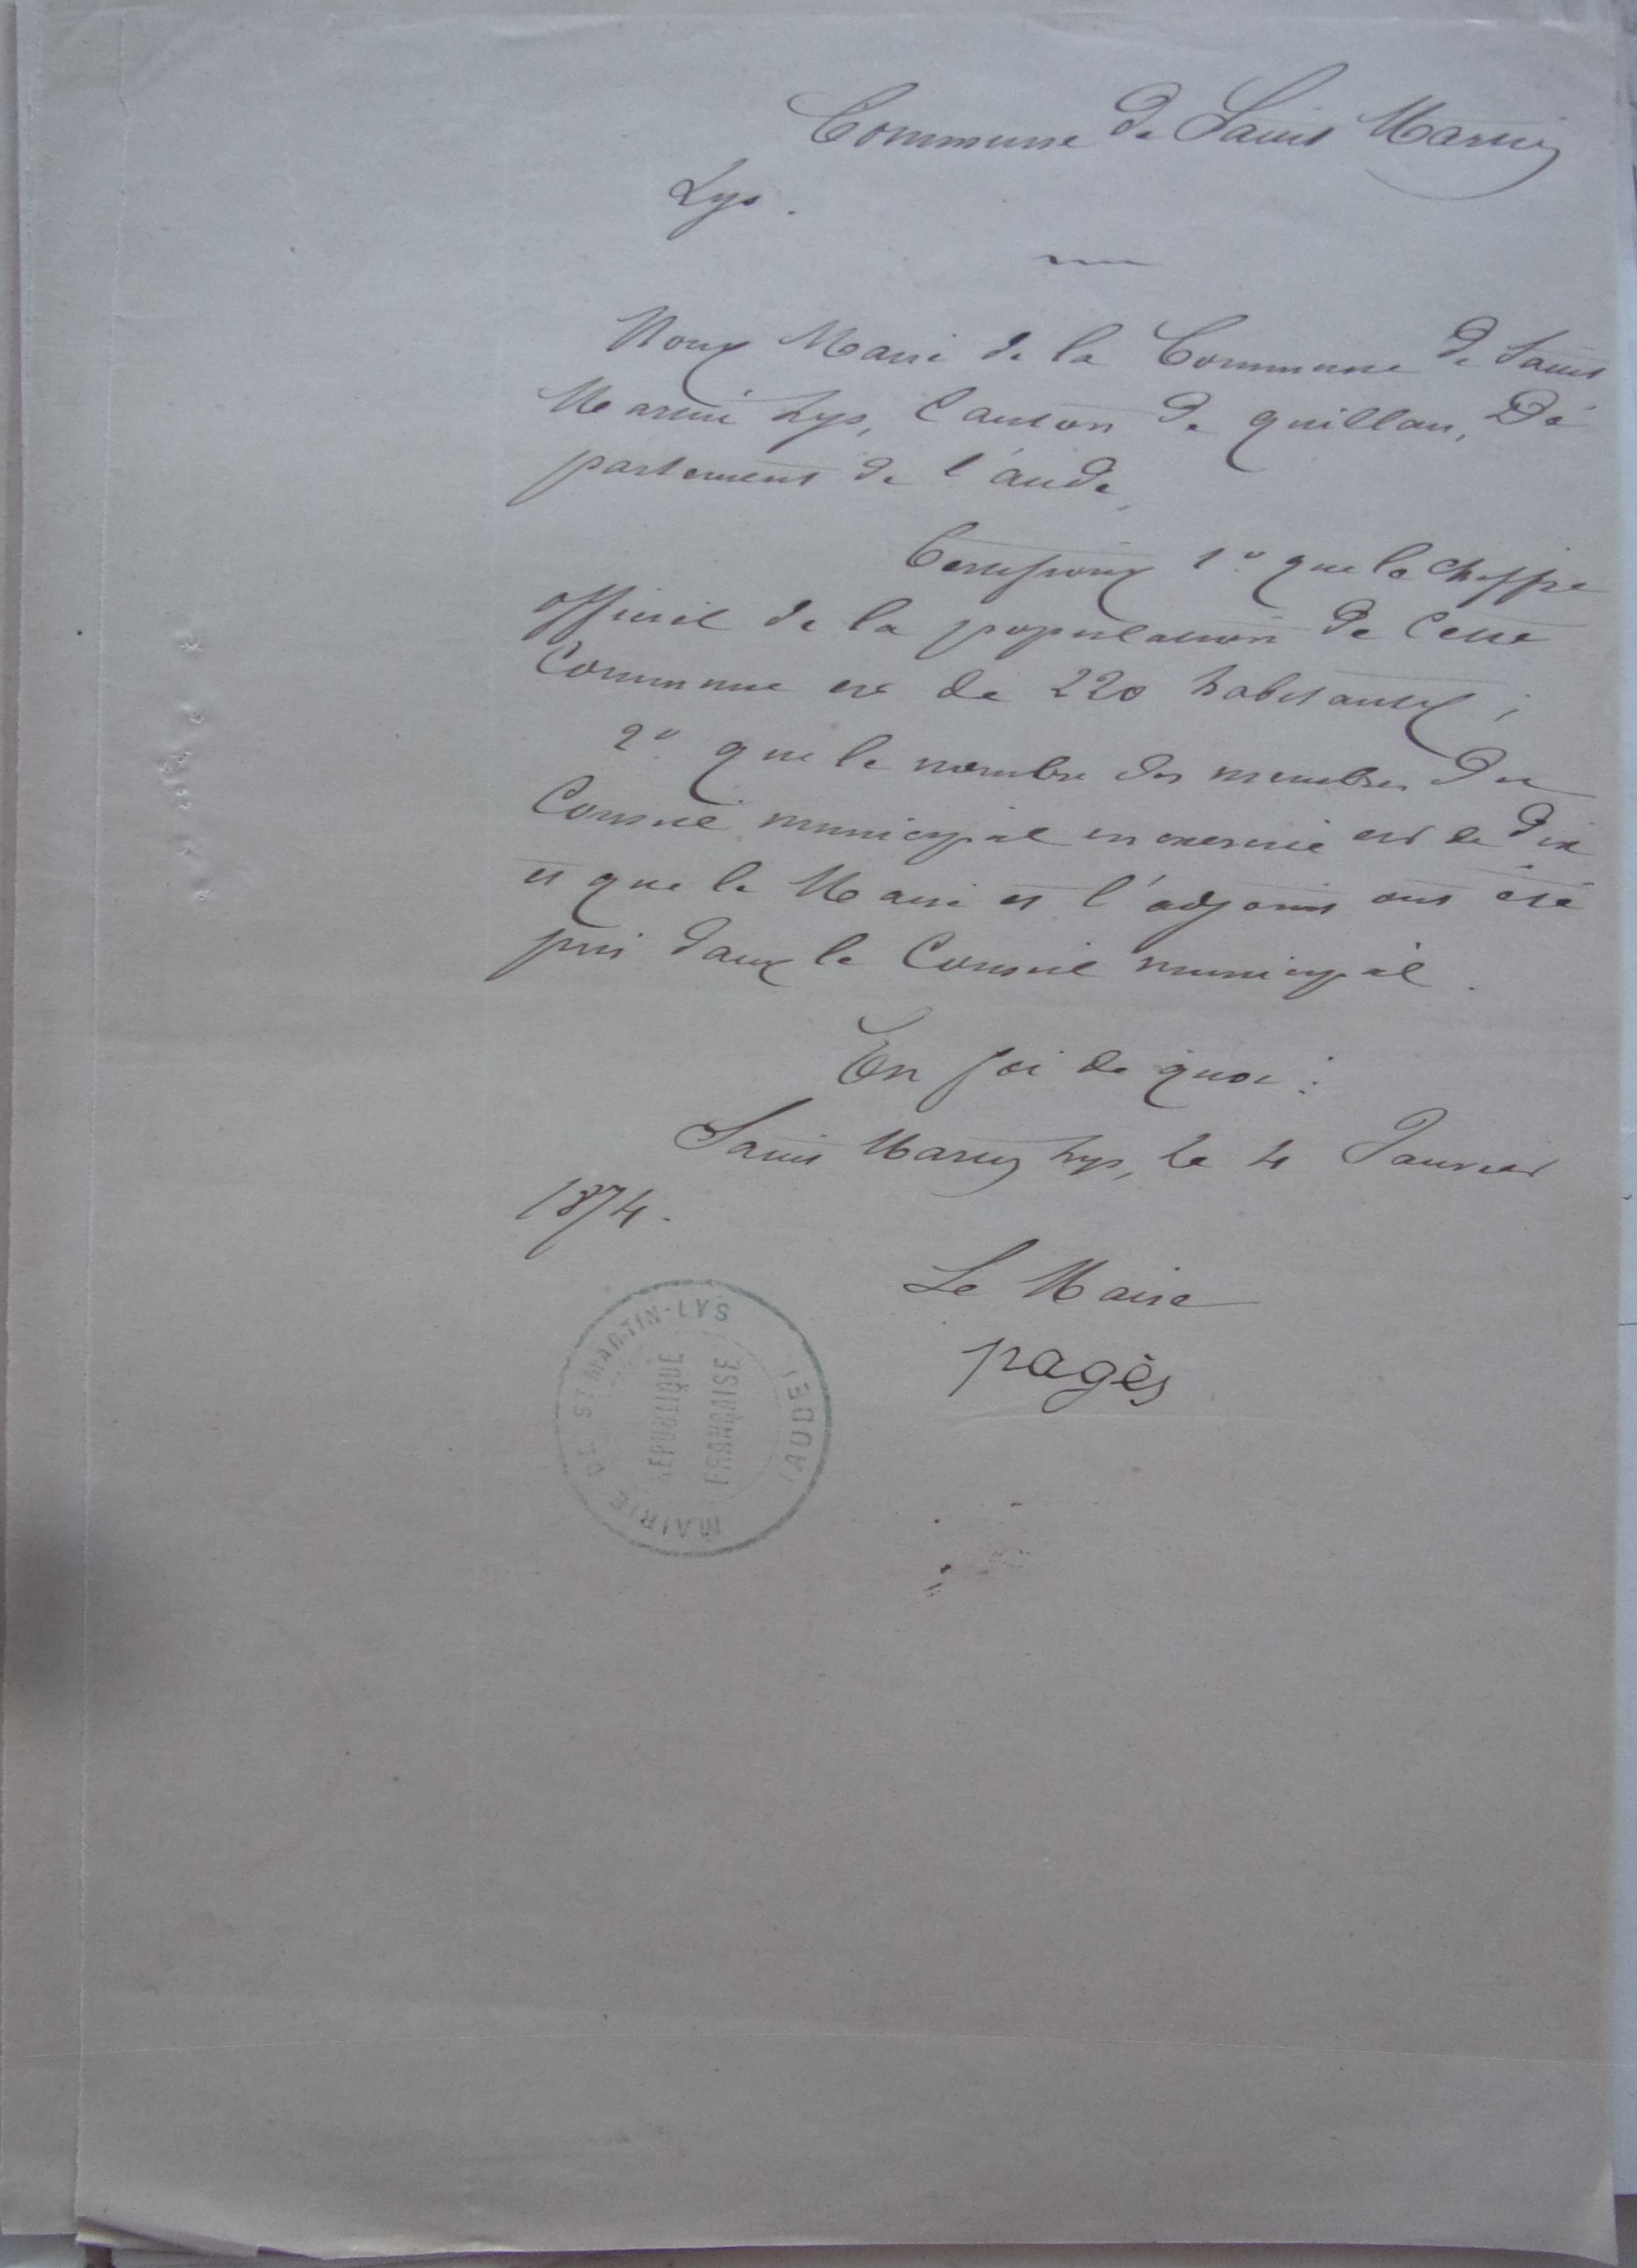 Commune de Saint Martin
Lys.
Nous Maire de la Commune de Saint
Martin Lys, Canton de quillan, Dé
partement de l'aude,
Certifions 1° que le chiffre
officiel de la population de cette
Commune est de 220 habitants ;
2° que le nombre des membres du
Conseil municipal en exercice est de dix
et que le Maire et l'adjoint ont été
pris dans le Conseil municipal.
En foi de quoi :
Saint Martin Lys, le 4 Janvier
1874.
Le Maire
pagès
MAIRIE DE ST MARTIN-LYS
(AUDE)
RÉPUBLIQUE
FRANÇAISE